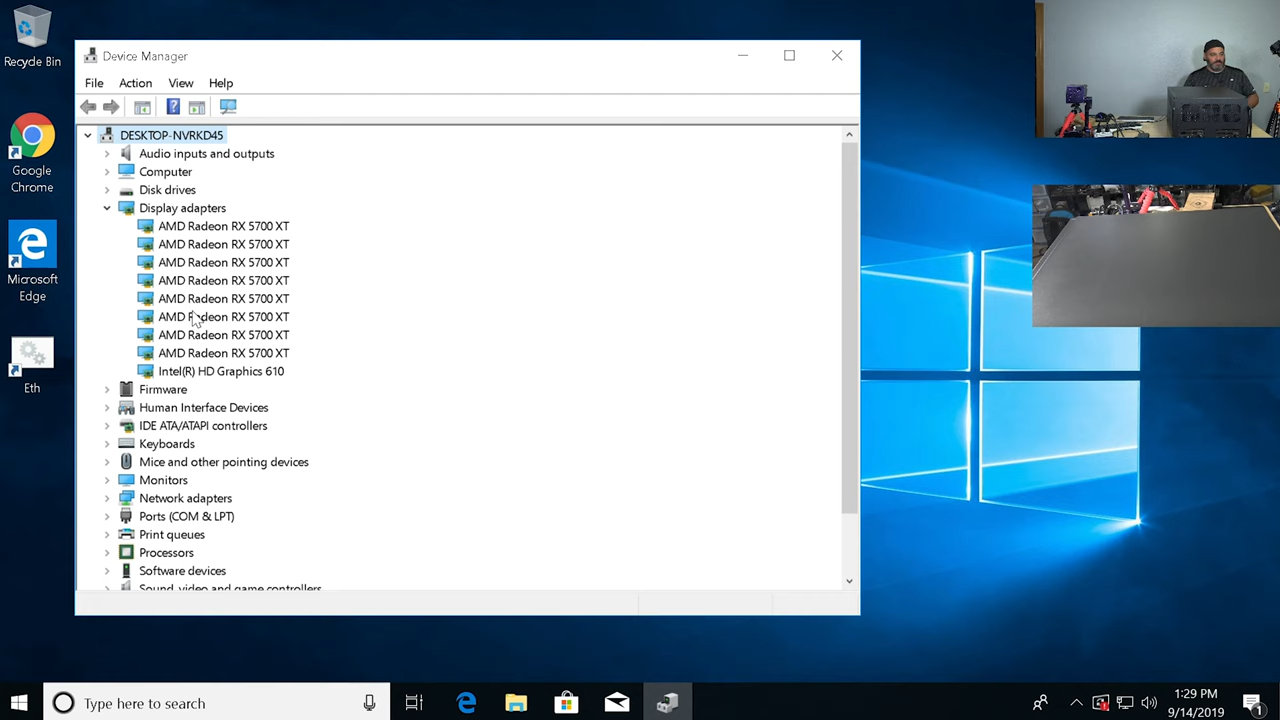 Recycle Bin
Google
Chrome
Microsoft
Edge
Eth
Device Manager
File Action View Help
DESKTOP-NVRKD45
Audio inputs and outputs
Computer
Disk drives
Display adapters
AMD Radeon RX 5700 XT
AMD Radeon RX 5700 XT
AMD Radeon RX 5700 XT
AMD Radeon RX 5700 XT
AMD Radeon RX 5700 XT
AMD Radeon RX 5700 XT
AMD Radeon RX 5700 XT
AMD Radeon RX 5700 XT
Intel(R) HD Graphics 610
Firmware
Human Interface Devices
IDE ATA/ATAPI controllers
Keyboards
Mice and other pointing devices
Monitors
Network adapters
Ports (COM & LPT)
Print queues
Processors
Software devices
Sound, video and game controllers
Type here to search
1:29 PM
9/14/2019
1